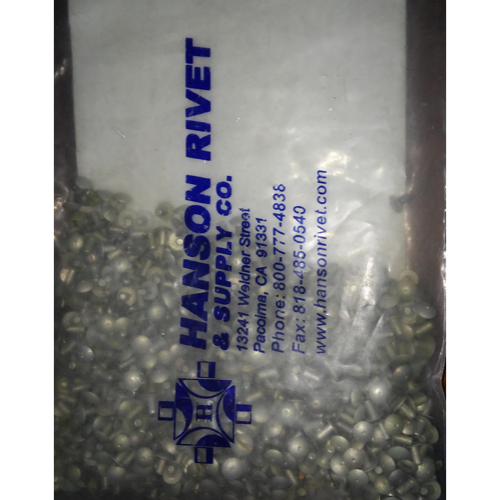 HANSON RIVET
& SUPPLY CO.
13241 Weidner Street
Pacoima, CA 91331
Phone: 800-777-4838
Fax: 818-485-0540
www.hansonrivet.com
H